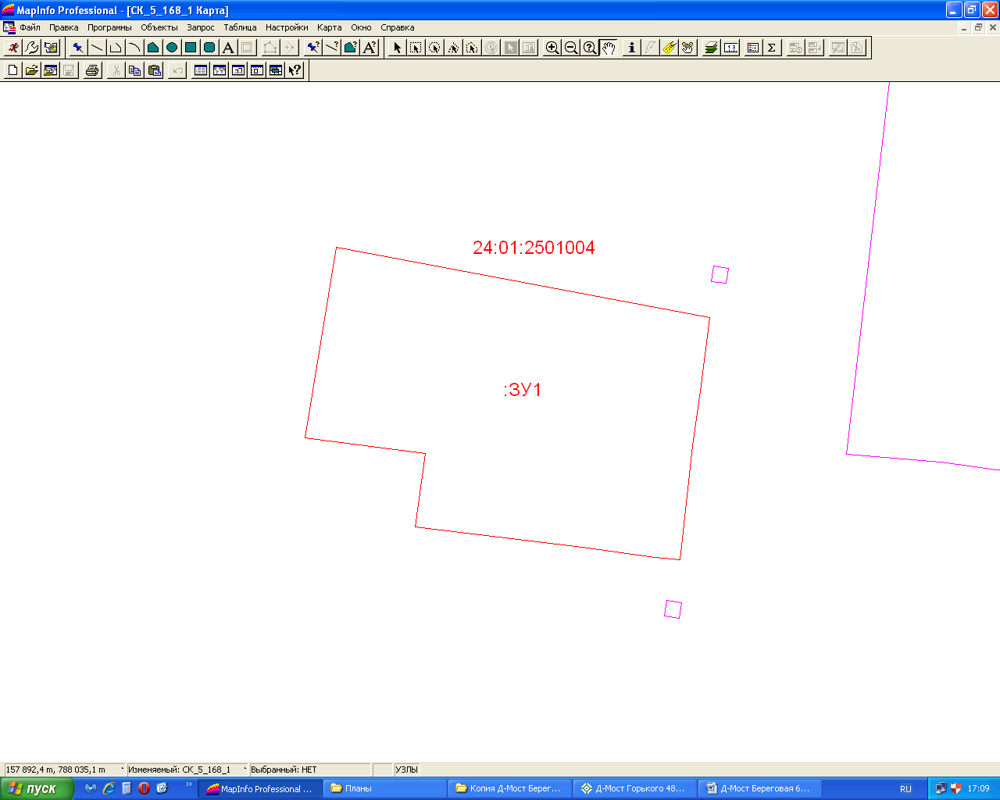 MapInfo Professional - [СК_5_168_1 Карта]
Файл Правка Программы Объекты Запрос Таблица Настройки Карта Окно Справка
24:01:2501004
:ЗУ1
157 892,4 m, 788 035,1 m Изменяемый: СК_5_168_1 Выбранный: НЕТ УЗЛЫ
пуск MapInfo Professional ... Планы Копия Д-Мост Берег... Д-Мост Горького 48... Д-Мост Береговая 6... RU 17:09